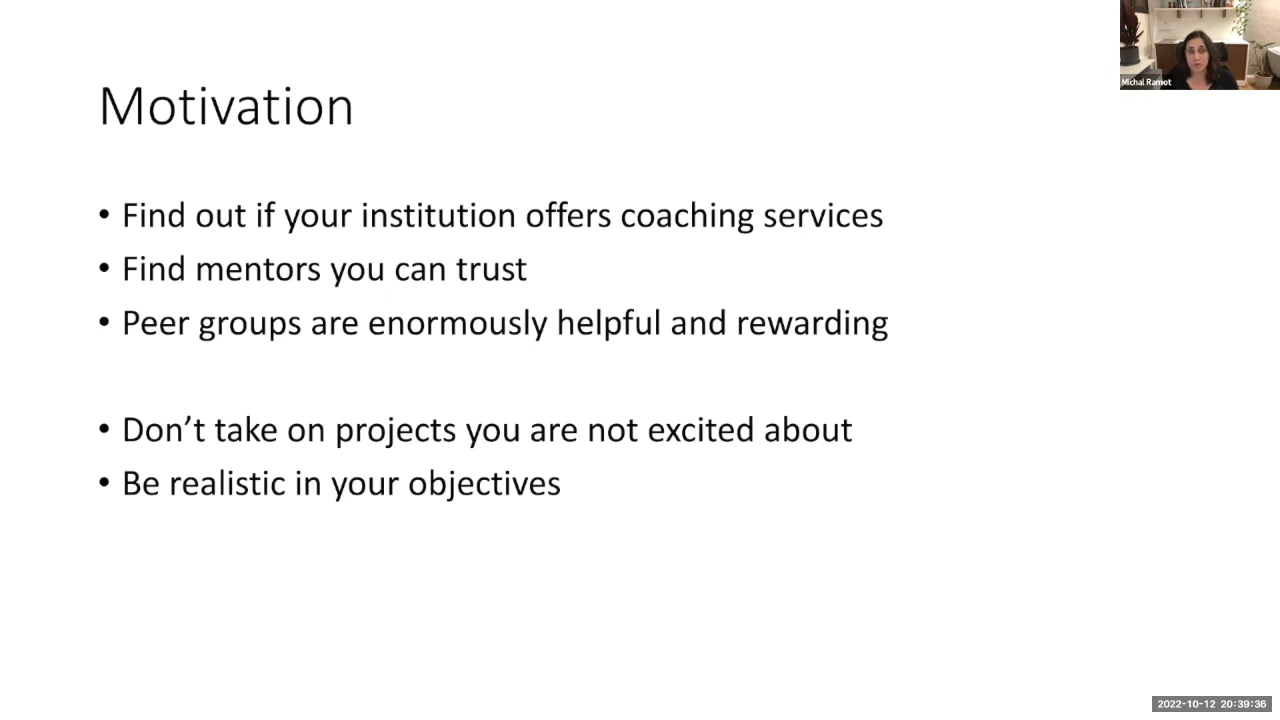 Michal Ramot
Motivation
• Find out if your institution offers coaching services
• Find mentors you can trust
• Peer groups are enormously helpful and rewarding
• Don’t take on projects you are not excited about
• Be realistic in your objectives
2022-10-12 20:39:36